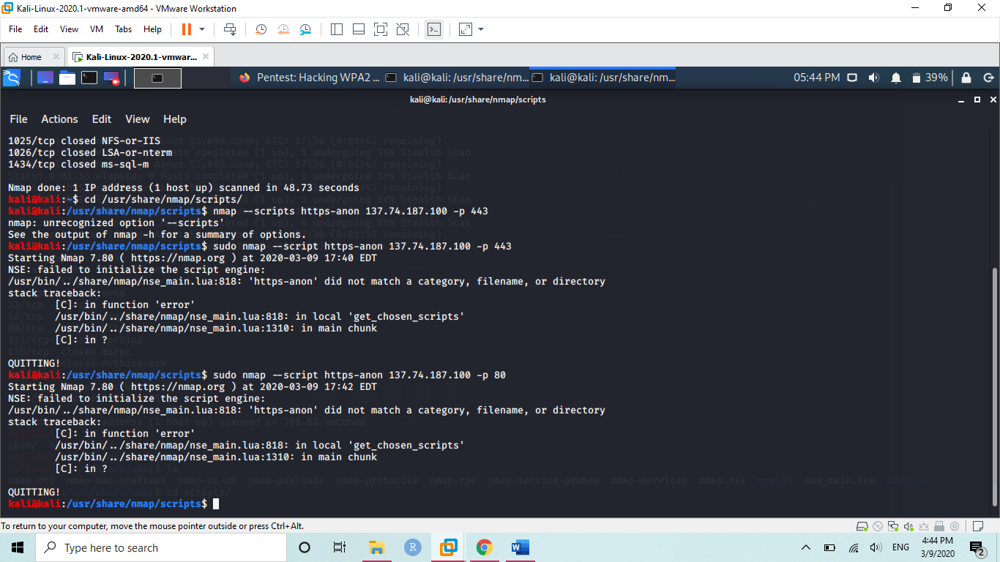 Kali-Linux-2020.1-vmware-amd64 - VMware Workstation
File Edit View VM Tabs Help
Home Kali-Linux-2020.1-vmwar...
Pentest: Hacking WPA2 ... kali@kali: /usr/share/nm... kali@kali: /usr/share/nm... 05:44 PM 39%
kali@kali: /usr/share/nmap/scripts
File Actions Edit View Help
1025/tcp closed NFS-or-IIS
1026/tcp closed LSA-or-nterm
1434/tcp closed ms-sql-m
Nmap done: 1 IP address (1 host up) scanned in 48.73 seconds
kali@kali:~$ cd /usr/share/nmap/scripts/
kali@kali:/usr/share/nmap/scripts$ nmap --scripts https-anon 137.74.187.100 -p 443
nmap: unrecognized option '--scripts'
See the output of nmap -h for a summary of options.
kali@kali:/usr/share/nmap/scripts$ sudo nmap --script https-anon 137.74.187.100 -p 443
Starting Nmap 7.80 ( https://nmap.org ) at 2020-03-09 17:40 EDT
NSE: failed to initialize the script engine:
/usr/bin/../share/nmap/nse_main.lua:818: 'https-anon' did not match a category, filename, or directory
stack traceback:
[C]: in function 'error'
/usr/bin/../share/nmap/nse_main.lua:818: in local 'get_chosen_scripts'
/usr/bin/../share/nmap/nse_main.lua:1310: in main chunk
[C]: in ?
QUITTING!
kali@kali:/usr/share/nmap/scripts$ sudo nmap --script https-anon 137.74.187.100 -p 80
Starting Nmap 7.80 ( https://nmap.org ) at 2020-03-09 17:42 EDT
NSE: failed to initialize the script engine:
/usr/bin/../share/nmap/nse_main.lua:818: 'https-anon' did not match a category, filename, or directory
stack traceback:
[C]: in function 'error'
/usr/bin/../share/nmap/nse_main.lua:818: in local 'get_chosen_scripts'
/usr/bin/../share/nmap/nse_main.lua:1310: in main chunk
[C]: in ?
QUITTING!
kali@kali:/usr/share/nmap/scripts$
To return to your computer, move the mouse pointer outside or press Ctrl+Alt.
Type here to search
R
ENG
4:44 PM
3/9/2020
2